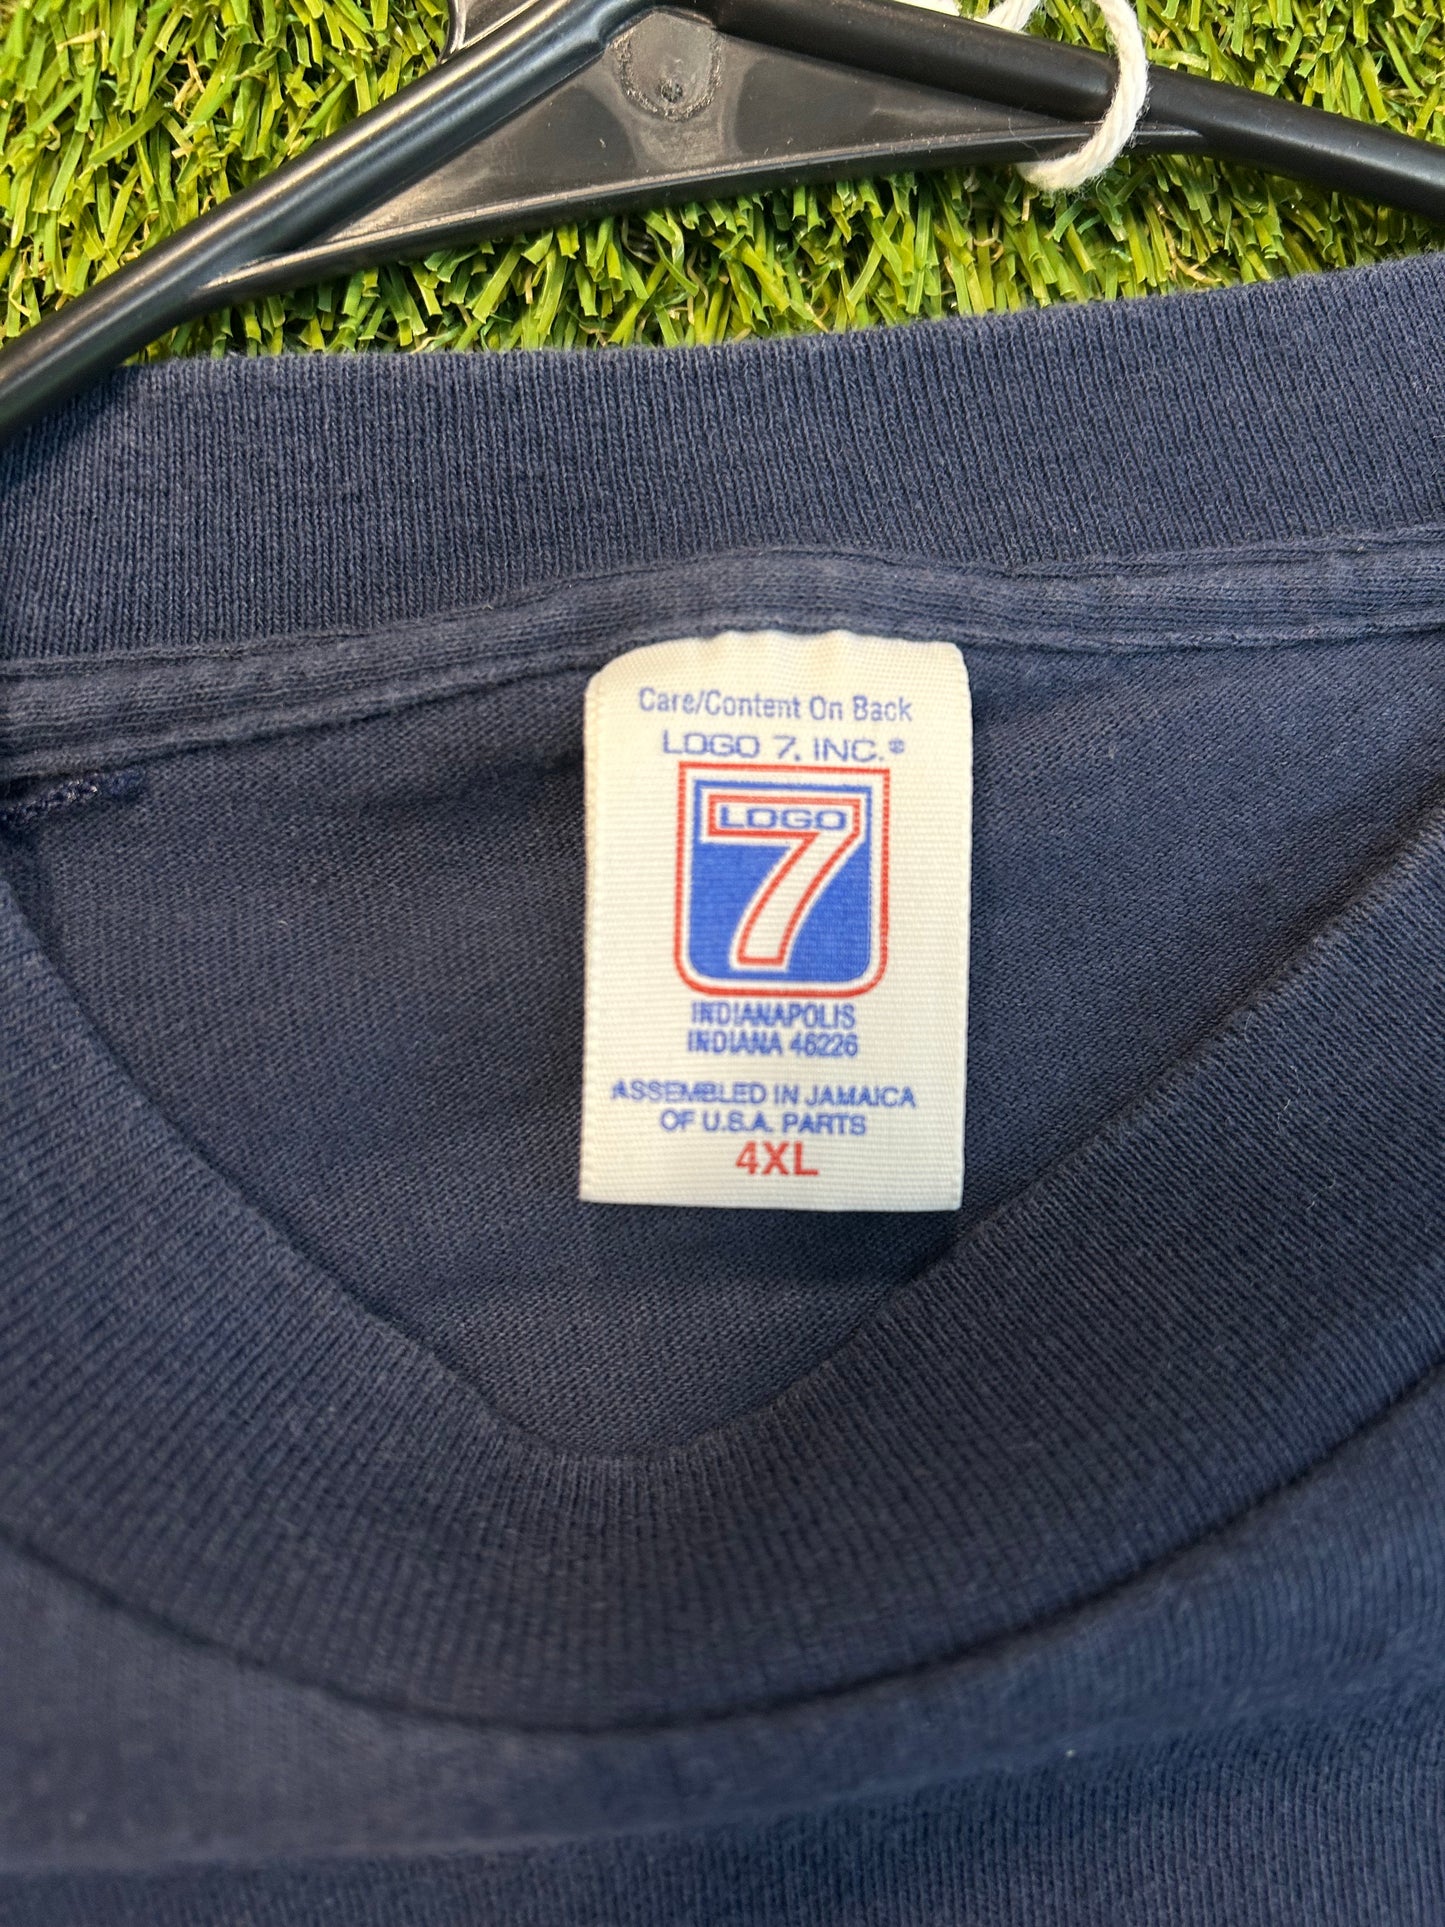 Care/Content On Back
LOGO 7, INC.®
LOGO
7
INDIANAPOLIS
INDIANA 46226
ASSEMBLED IN JAMAICA
OF U.S.A. PARTS
4XL